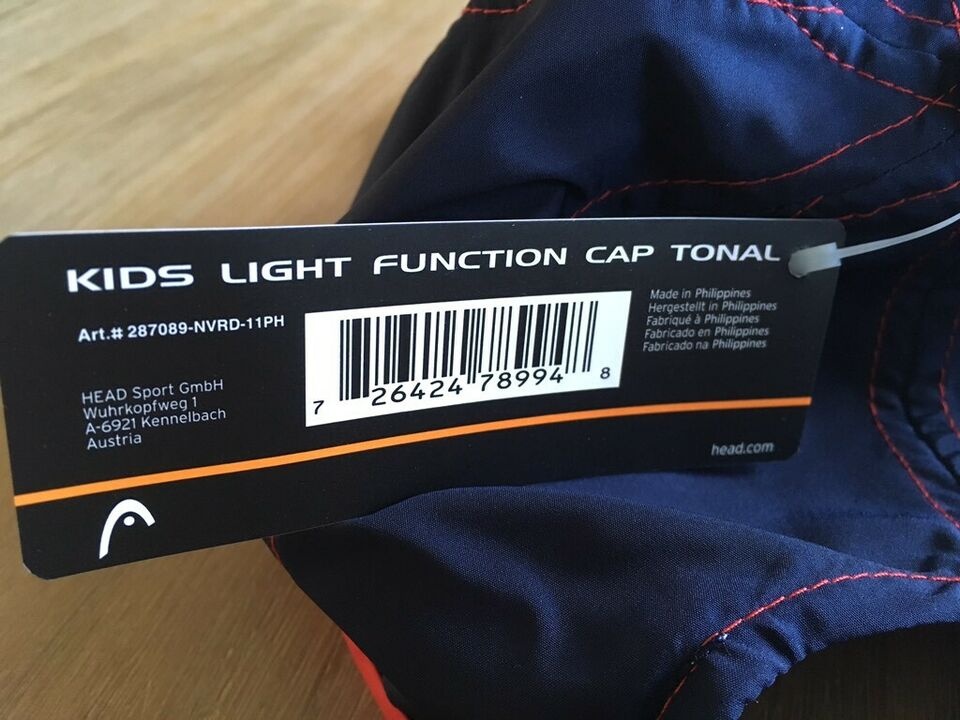 KIDS LIGHT FUNCTION CAP TONAL
Art.# 287089-NVRD-11PH
HEAD Sport GmbH
Wuhrkopfweg 1
A-6921 Kennelbach
Austria
7 26424 78994 8
Made in Philippines
Hergestellt in Philippines
Fabriqué à Philippines
Fabricado en Philippines
Fabricado na Philippines
head.com